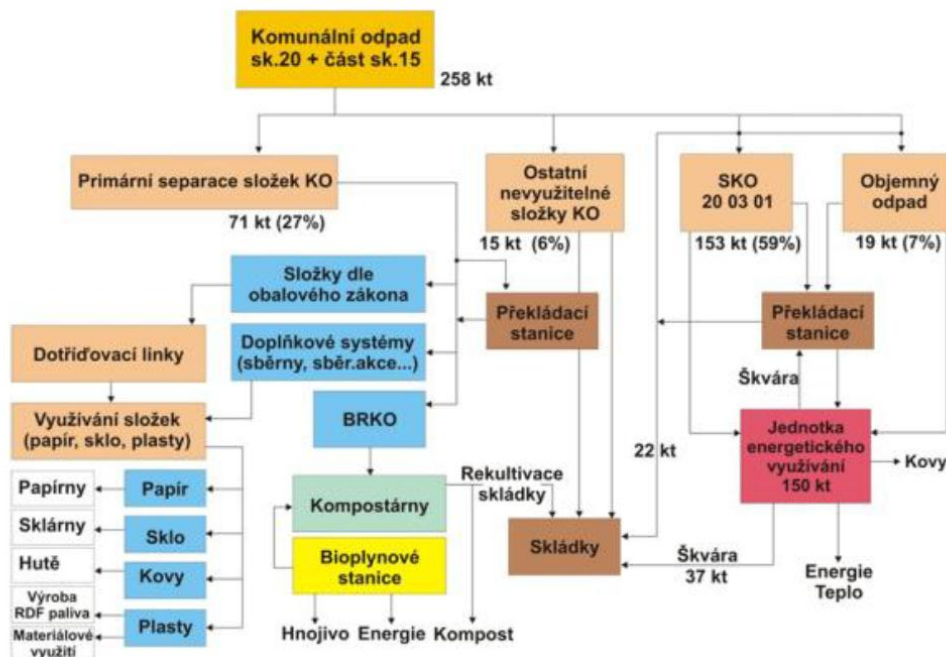 Komunální odpad
sk.20 + část sk.15
258 kt
Primární separace složek KO
71 kt (27%)
Ostatní
nevyužitelné
složky KO
15 kt (6%)
SKO
20 03 01
153 kt (59%)
Objemný
odpad
19 kt (7%)
Složky dle
obalového zákona
Překládací
stanice
Překládací
stanice
Dotřiďovací linky
Doplňkové systémy
(sběrny, sběr.akce...)
Škvára
Využívání složek
(papír, sklo, plasty)
BRKO
Jednotka
energetického
využívání
150 kt
22 kt
Kovy
Rekultivace
skládky
Papírny
Papír
Kompostárny
Sklárny
Sklo
Skládky
Škvára
37 kt
Bioplynové
stanice
Hutě
Kovy
Energie
Teplo
Výroba
RDF paliva
Plasty
Materiálové
využití
Hnojivo
Energie
Kompost